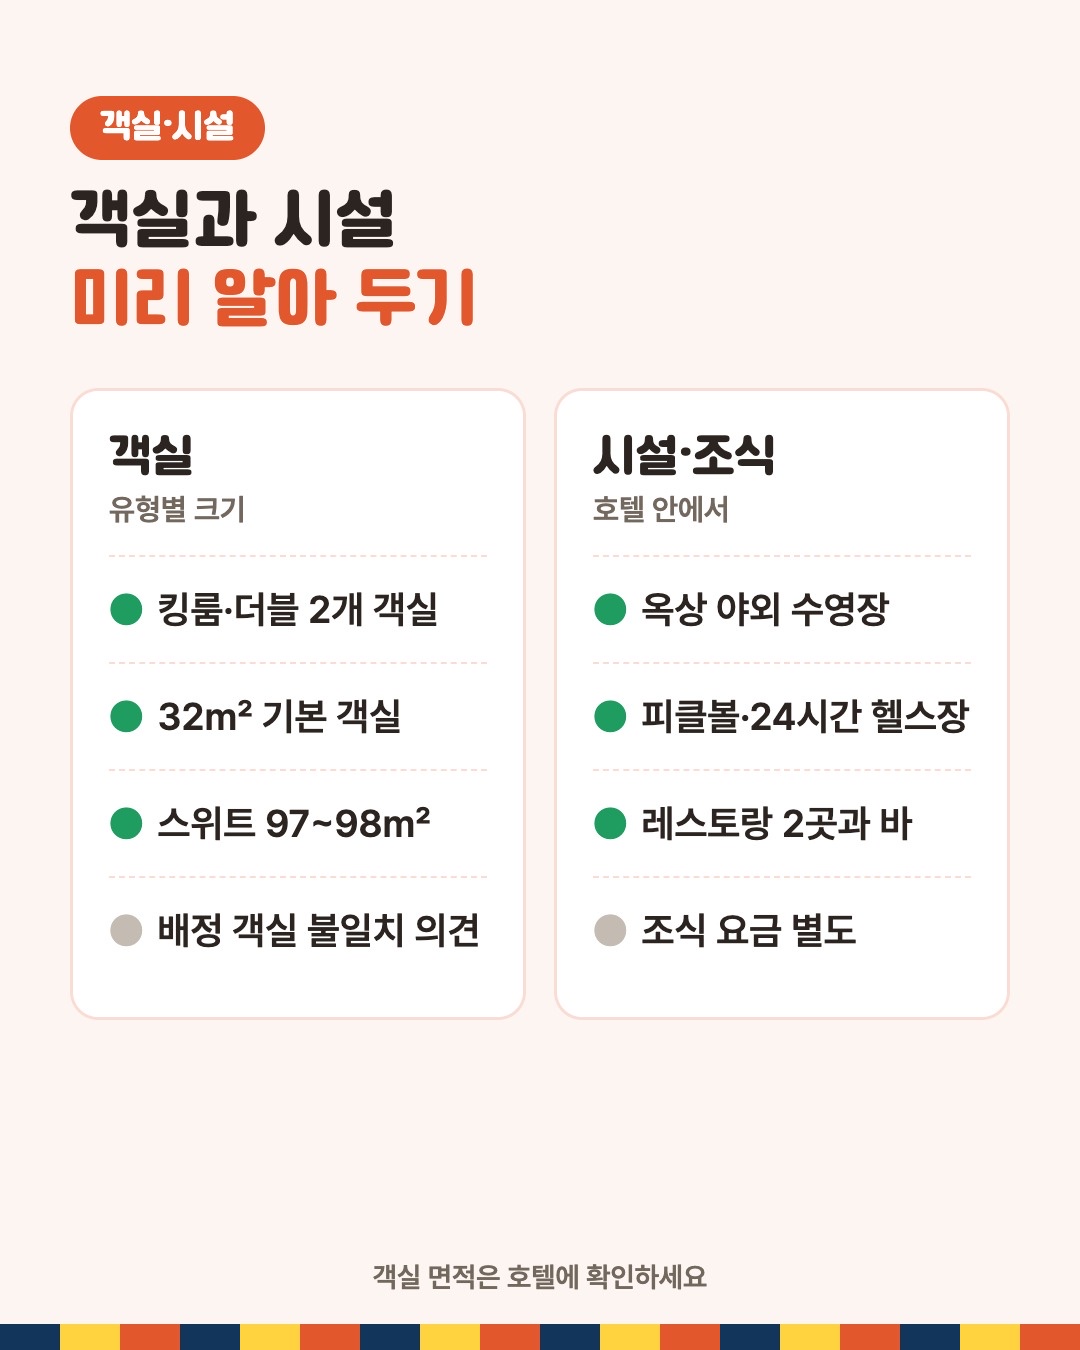 객실·시설
객실과 시설
미리 알아 두기
객실
유형별 크기
킹룸·더블 2개 객실
32m² 기본 객실
스위트 97~98m²
배정 객실 불일치 의견
시설·조식
호텔 안에서
옥상 야외 수영장
피클볼·24시간 헬스장
레스토랑 2곳과 바
조식 요금 별도
객실 면적은 호텔에 확인하세요